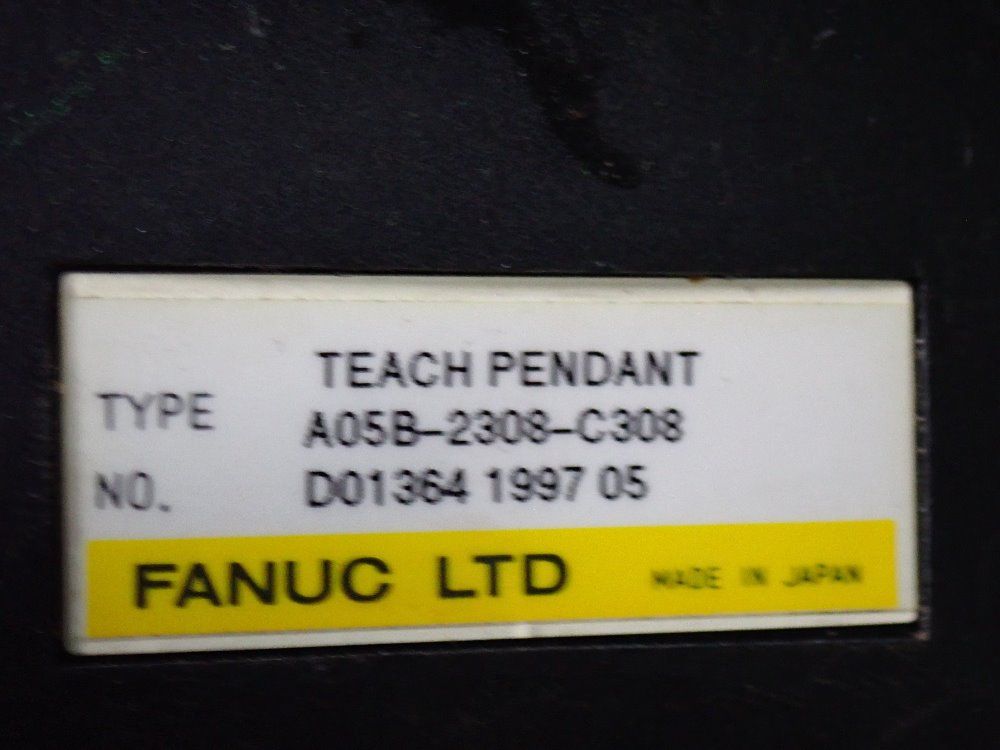 TEACH PENDANT
TYPE A05B-2308-C308
NO. D01364 1997 05
FANUC LTD MADE IN JAPAN